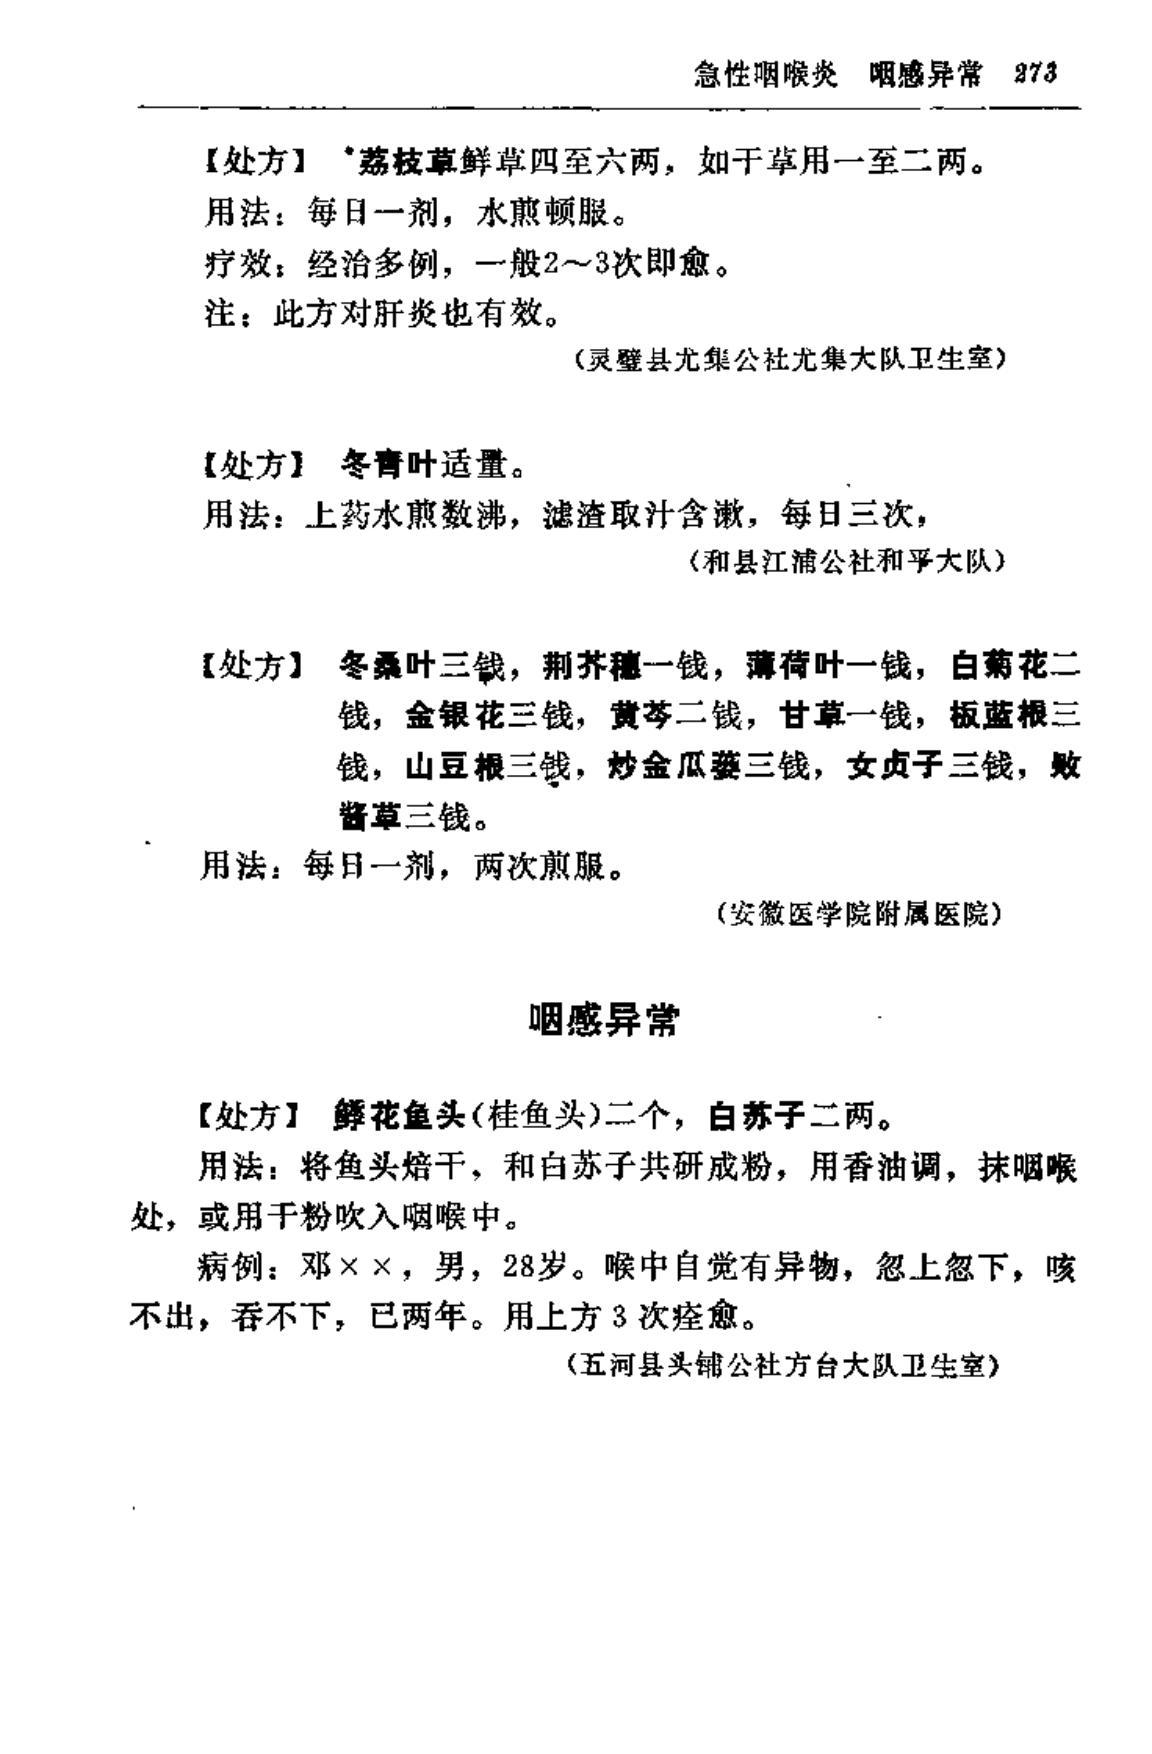 急性咽喉炎　咽感异常　273
【处方】　*荔枝草鲜草四至六两，如干草用一至二两。
用法：每日一剂，水煎顿服。
疗效：经治多例，一般2～3次即愈。
注：此方对肝炎也有效。
（灵璧县尤集公社尤集大队卫生室）
【处方】　冬青叶适量。
用法：上药水煎数沸，滤渣取汁含漱，每日三次，
（和县江浦公社和平大队）
【处方】　冬桑叶三钱，荆芥穗一钱，薄荷叶一钱，白菊花二
钱，金银花三钱，黄芩二钱，甘草一钱，板蓝根三
钱，山豆根三钱，炒金瓜蒌三钱，女贞子三钱，败
酱草三钱。
用法：每日一剂，两次煎服。
（安徽医学院附属医院）
咽感异常
【处方】　鲜花鱼头(桂鱼头)二个，白苏子二两。
用法：将鱼头焙干、和白苏子共研成粉，用香油调，抹咽喉
处，或用干粉吹入咽喉中。
病例：邓××，男，28岁。喉中自觉有异物，忽上忽下，咳
不出，吞不下，已两年。用上方3次痊愈。
（五河县头铺公社方台大队卫生室）